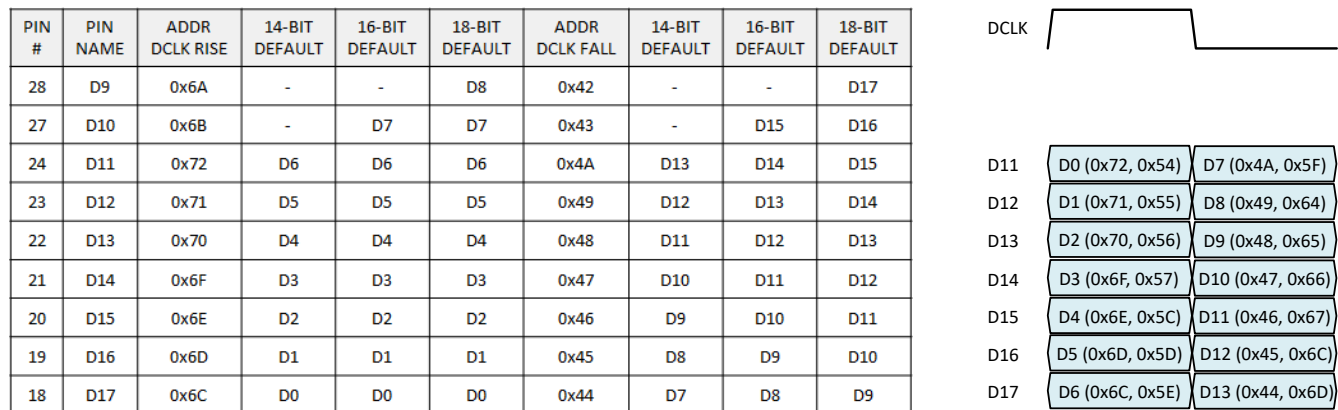 PIN # PIN NAME ADDR DCLK RISE 14-BIT DEFAULT 16-BIT DEFAULT 18-BIT DEFAULT ADDR DCLK FALL 14-BIT DEFAULT 16-BIT DEFAULT 18-BIT DEFAULT
28 D9 0x6A - - D8 0x42 - - D17
27 D10 0x6B - D7 D7 0x43 - D15 D16
24 D11 0x72 D6 D6 D6 0x4A D13 D14 D15
23 D12 0x71 D5 D5 D5 0x49 D12 D13 D14
22 D13 0x70 D4 D4 D4 0x48 D11 D12 D13
21 D14 0x6F D3 D3 D3 0x47 D10 D11 D12
20 D15 0x6E D2 D2 D2 0x46 D9 D10 D11
19 D16 0x6D D1 D1 D1 0x45 D8 D9 D10
18 D17 0x6C D0 D0 D0 0x44 D7 D8 D9
DCLK
D11 D0 (0x72, 0x54) D7 (0x4A, 0x5F)
D12 D1 (0x71, 0x55) D8 (0x49, 0x64)
D13 D2 (0x70, 0x56) D9 (0x48, 0x65)
D14 D3 (0x6F, 0x57) D10 (0x47, 0x66)
D15 D4 (0x6E, 0x5C) D11 (0x46, 0x67)
D16 D5 (0x6D, 0x5D) D12 (0x45, 0x6C)
D17 D6 (0x6C, 0x5E) D13 (0x44, 0x6D)